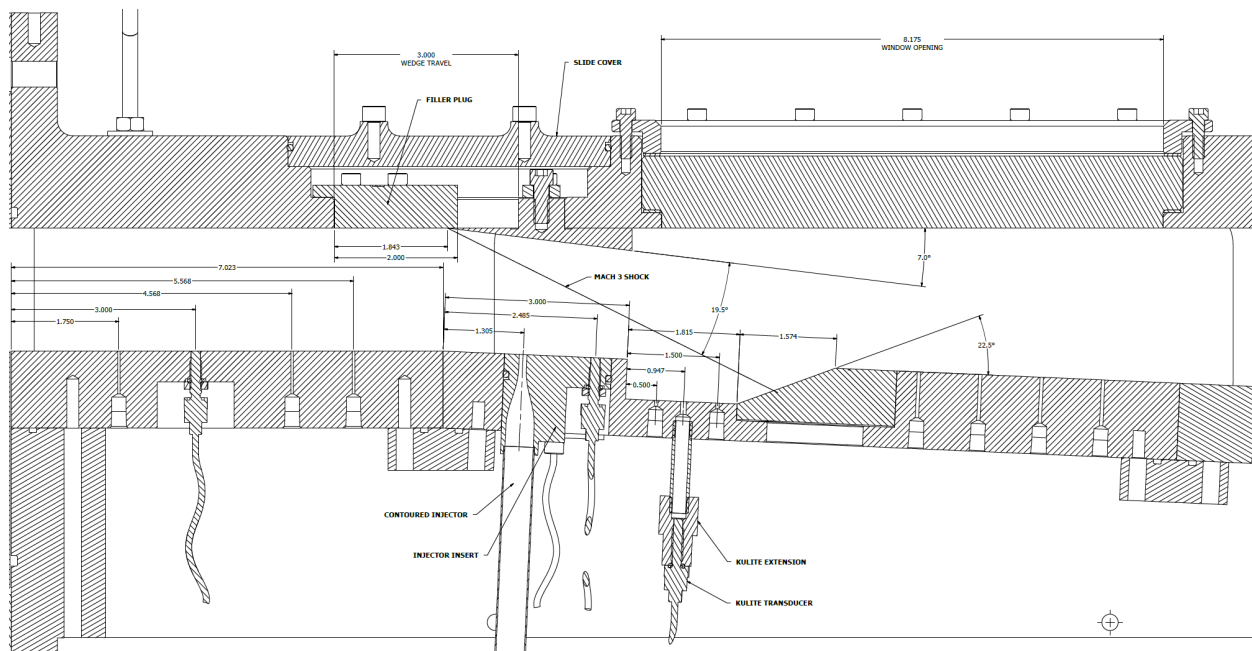 3.000
WEDGE TRAVEL
SLIDE COVER
8.175
WINDOW OPENING
FILLER PLUG
1.843
2.000
7.023
5.568
4.568
3.000
1.750
MACH 3 SHOCK
7.0°
19.5°
3.000
2.485
1.305
1.815
1.574
1.500
0.947
0.500
22.5°
CONTOURED INJECTOR
INJECTOR INSERT
KULITE EXTENSION
KULITE TRANSDUCER